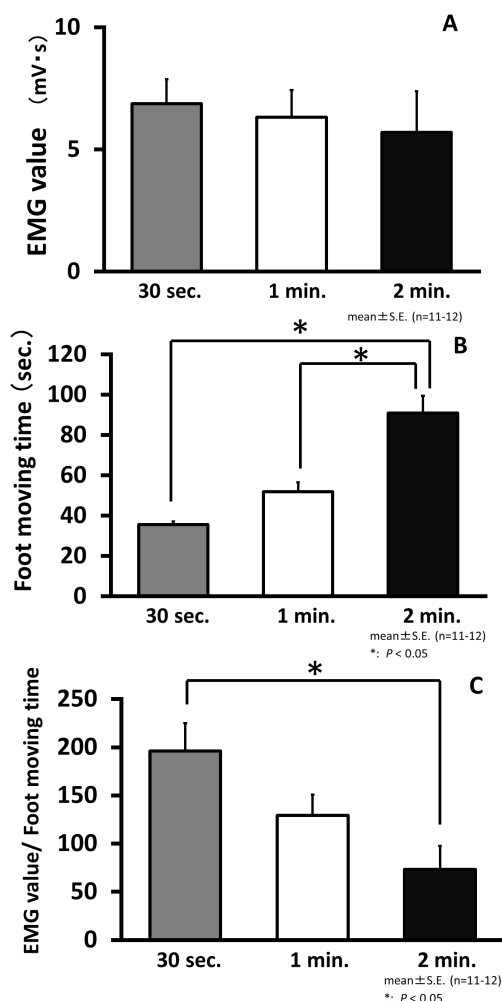 A
EMG value (mV・s)
10
5
0
30 sec. 1 min. 2 min.
mean±S.E. (n=11-12)
B
*
*
Foot moving time (sec.)
120
100
80
60
40
20
0
30 sec. 1 min. 2 min.
mean±S.E. (n=11-12)
*: P < 0.05
C
*
EMG value/ Foot moving time
250
200
150
100
50
0
30 sec. 1 min. 2 min.
mean±S.E. (n=11-12)
*: P < 0.05